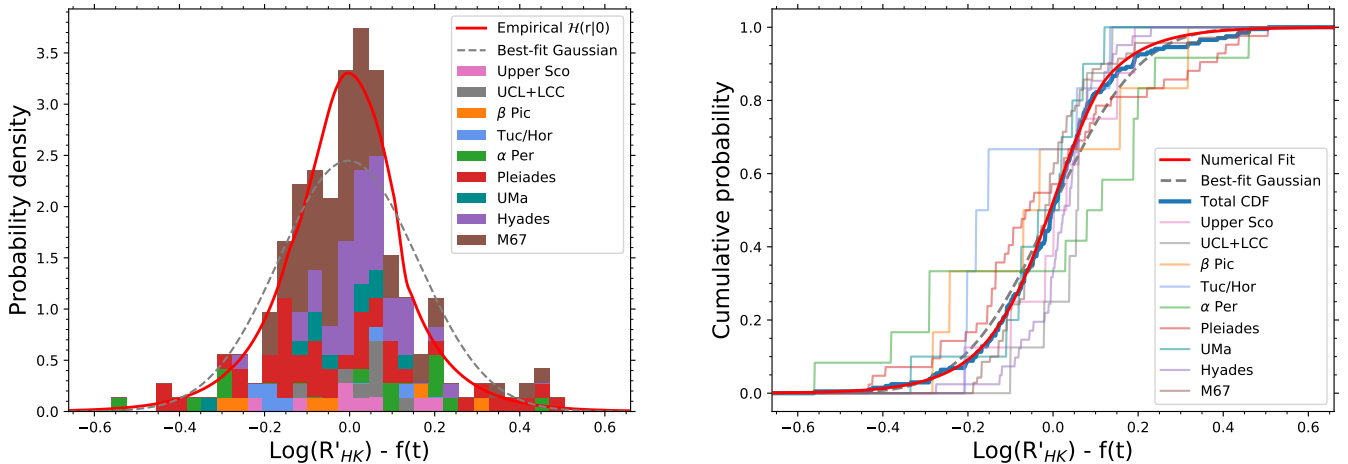 Probability density
3.5
3.0
2.5
2.0
1.5
1.0
0.5
0.0
−0.6 −0.4 −0.2 0.0 0.2 0.4 0.6
Log(R'HK) - f(t)
Empirical ℋ(r|0)
Best-fit Gaussian
Upper Sco
UCL+LCC
β Pic
Tuc/Hor
α Per
Pleiades
UMa
Hyades
M67
Cumulative probability
1.0
0.8
0.6
0.4
0.2
0.0
−0.6 −0.4 −0.2 0.0 0.2 0.4 0.6
Log(R'HK) - f(t)
Numerical Fit
Best-fit Gaussian
Total CDF
Upper Sco
UCL+LCC
β Pic
Tuc/Hor
α Per
Pleiades
UMa
Hyades
M67